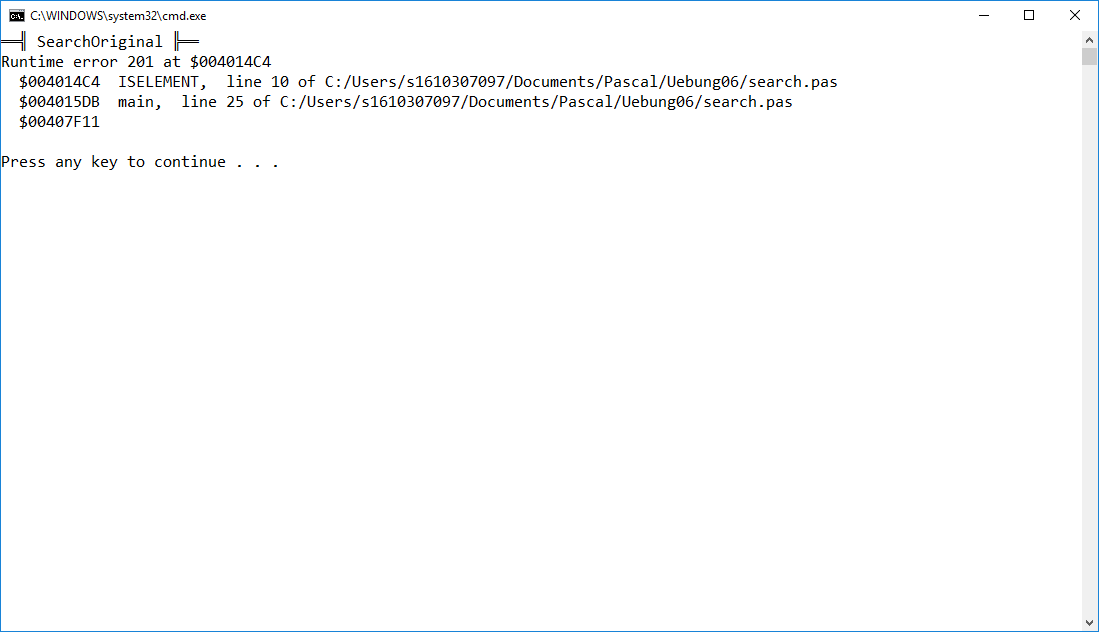 C:\WINDOWS\system32\cmd.exe
══╣ SearchOriginal ╠══
Runtime error 201 at $004014C4
  $004014C4  ISELEMENT,  line 10 of C:/Users/s1610307097/Documents/Pascal/Uebung06/search.pas
  $004015DB  main,  line 25 of C:/Users/s1610307097/Documents/Pascal/Uebung06/search.pas
  $00407F11
Press any key to continue . . .